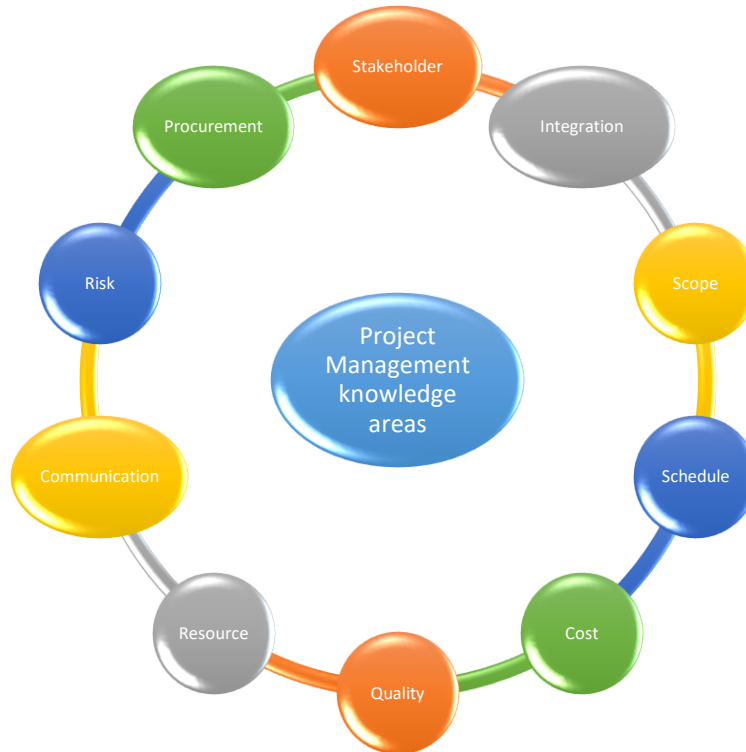 Stakeholder
Integration
Scope
Schedule
Cost
Quality
Resource
Communication
Risk
Procurement
Project
Management
knowledge
areas